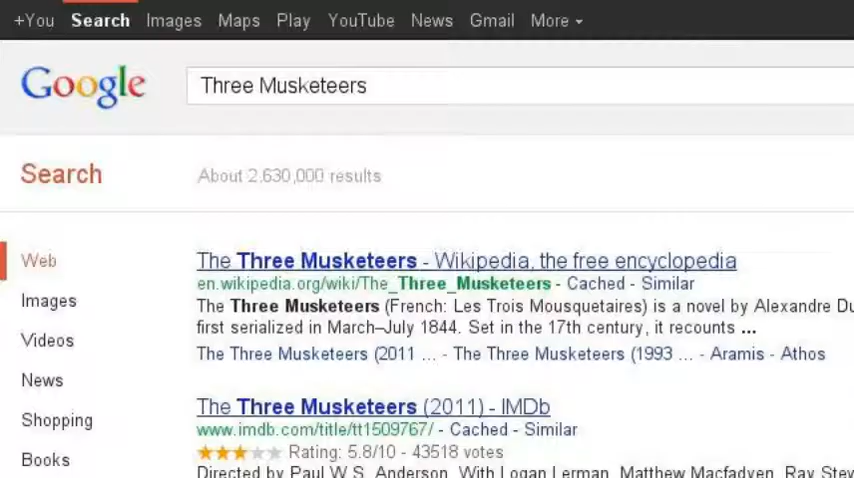 +You Search Images Maps Play YouTube News Gmail More
Google Three Musketeers
Search About 2,630,000 results
Web
Images
Videos
News
Shopping
Books
The Three Musketeers - Wikipedia, the free encyclopedia
en.wikipedia.org/wiki/The_Three_Musketeers - Cached - Similar
The Three Musketeers (French: Les Trois Mousquetaires) is a novel by Alexandre Du
first serialized in March–July 1844. Set in the 17th century, it recounts ...
The Three Musketeers (2011 ... - The Three Musketeers (1993 ... - Aramis - Athos
The Three Musketeers (2011) - IMDb
www.imdb.com/title/tt1509767/ - Cached - Similar
Rating: 5.8/10 - 43518 votes
Directed by Paul W.S. Anderson. With Logan Lerman, Matthew Macfadyen, Ray Stev